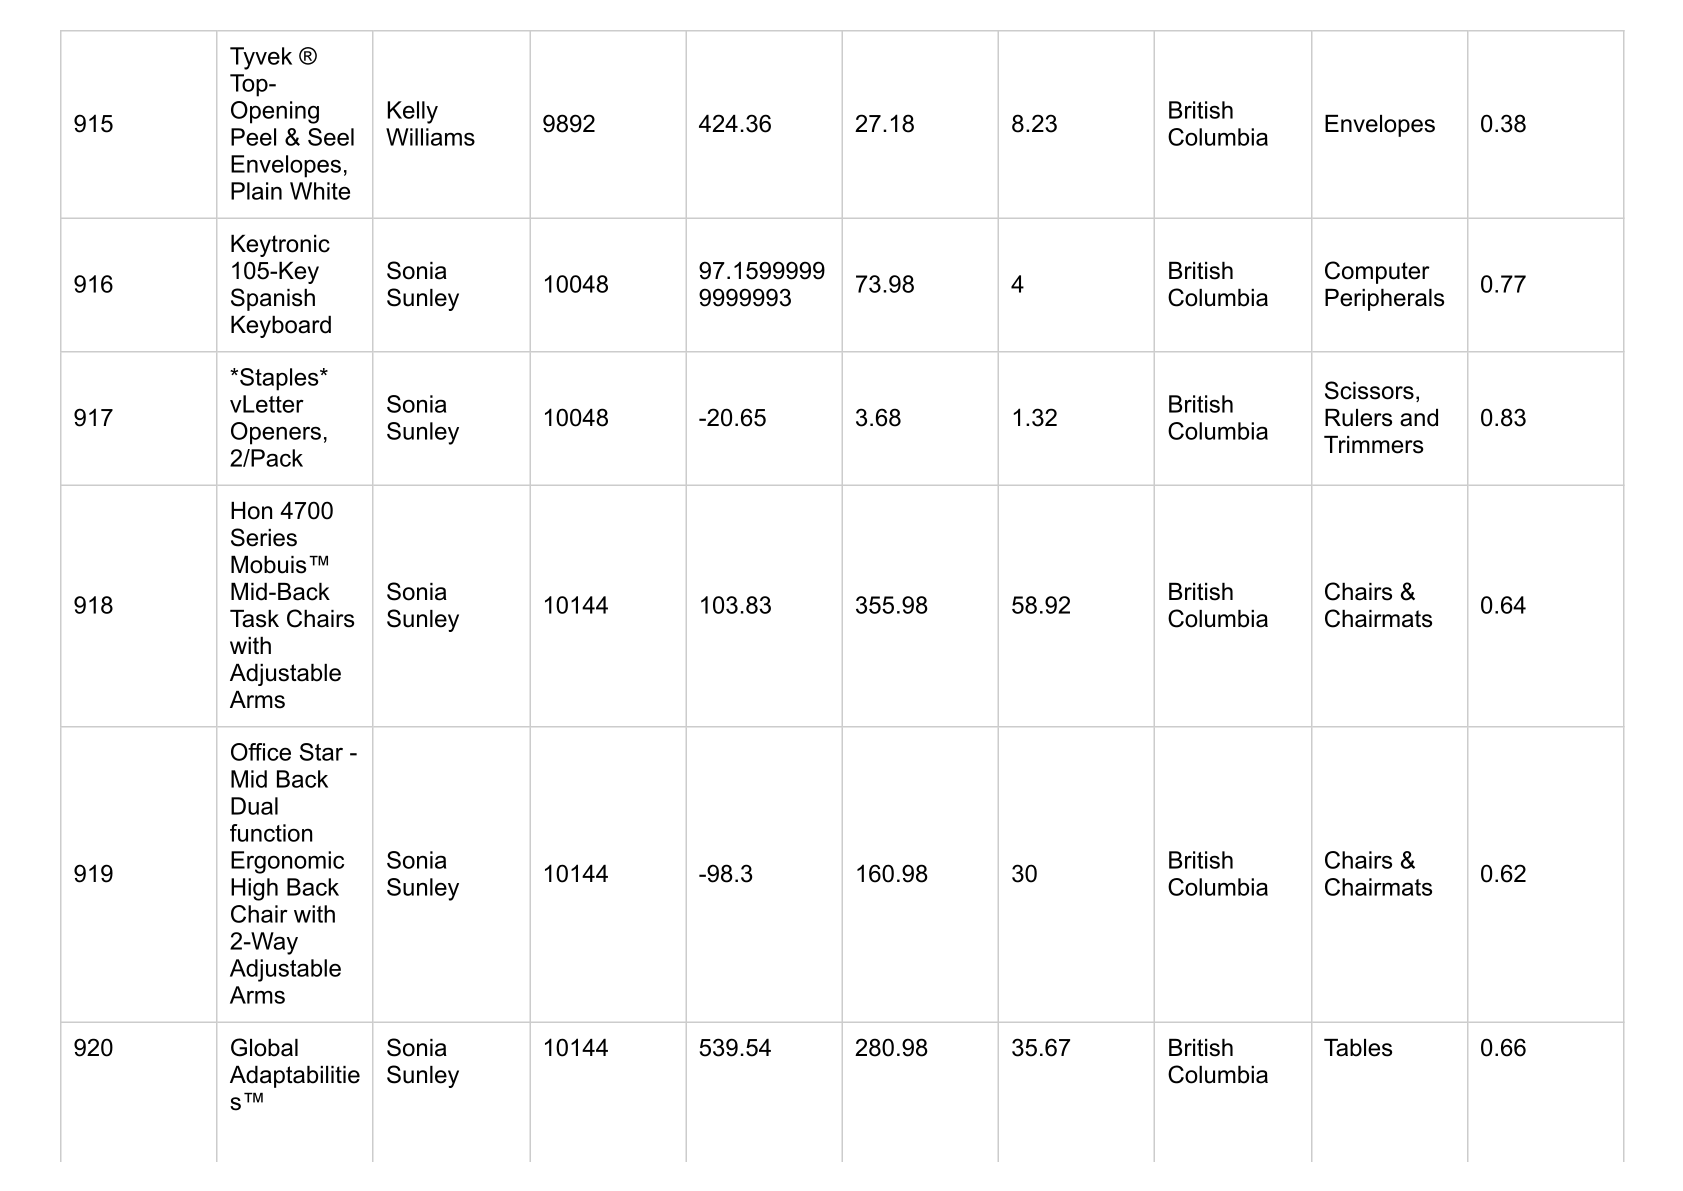 915
Tyvek ®
Top-
Opening
Peel & Seel
Envelopes,
Plain White
Kelly
Williams
9892
424.36
27.18
8.23
British
Columbia
Envelopes
0.38
916
Keytronic
105-Key
Spanish
Keyboard
Sonia
Sunley
10048
97.1599999
9999993
73.98
4
British
Columbia
Computer
Peripherals
0.77
917
*Staples*
vLetter
Openers,
2/Pack
Sonia
Sunley
10048
-20.65
3.68
1.32
British
Columbia
Scissors,
Rulers and
Trimmers
0.83
918
Hon 4700
Series
Mobuis™
Mid-Back
Task Chairs
with
Adjustable
Arms
Sonia
Sunley
10144
103.83
355.98
58.92
British
Columbia
Chairs &
Chairmats
0.64
919
Office Star -
Mid Back
Dual
function
Ergonomic
High Back
Chair with
2-Way
Adjustable
Arms
Sonia
Sunley
10144
-98.3
160.98
30
British
Columbia
Chairs &
Chairmats
0.62
920
Global
Adaptabilitie
s™
Sonia
Sunley
10144
539.54
280.98
35.67
British
Columbia
Tables
0.66